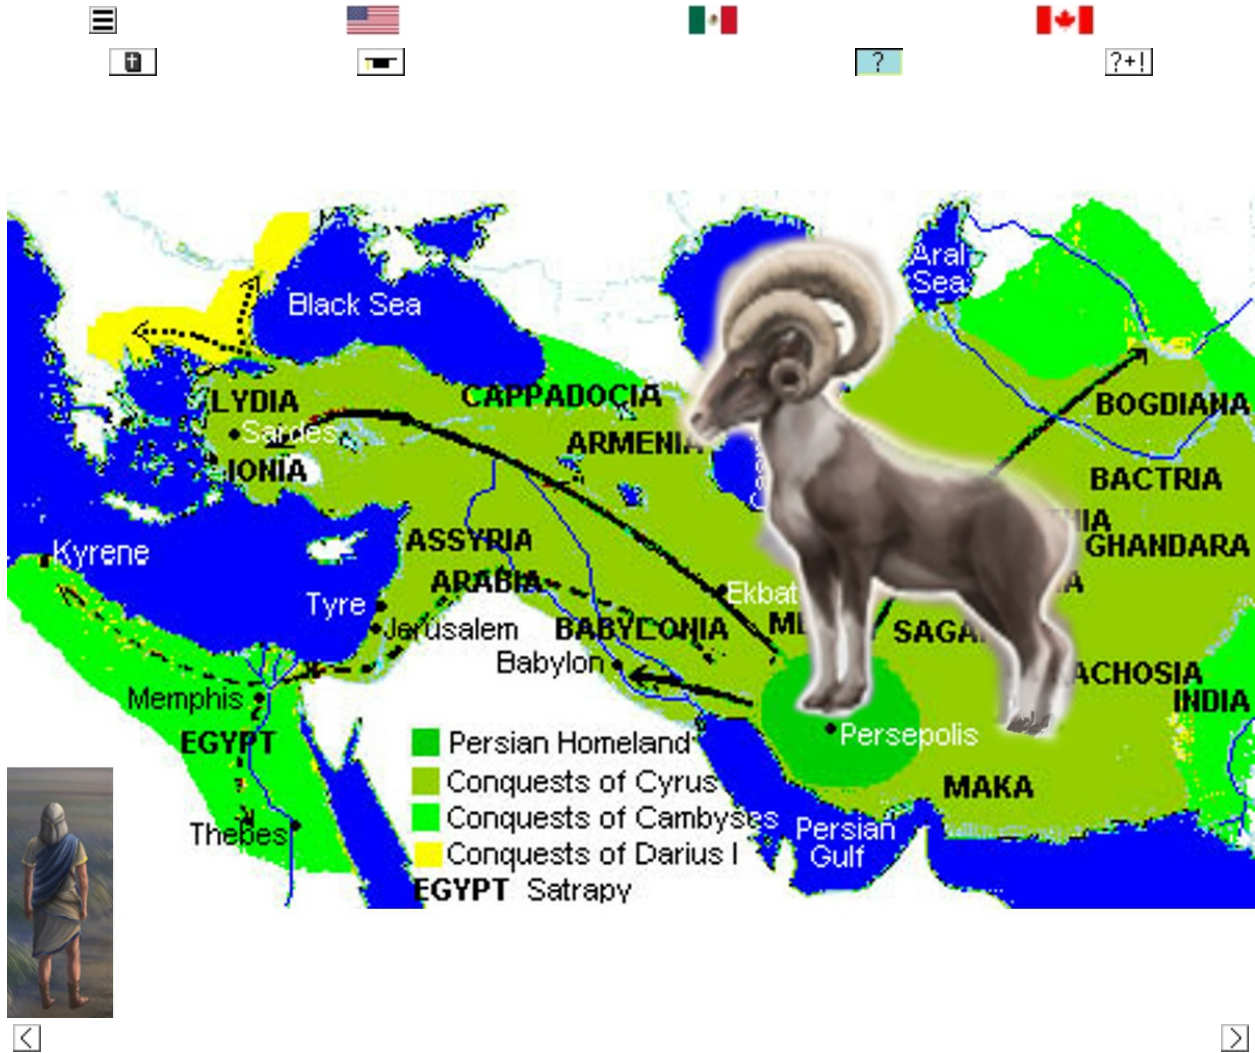 ?
?+!
Aral
Sea
Black Sea
LYDIA
CAPPADOCIA
BOGDIANA
Sardes
ARMENIA
IONIA
BACTRIA
HIA
ASSYRIA
GHANDARA
Kyrene
ARABIA
Ekbat
A
Tyre
Jerusalem
BABYLONIA
SAGA
Babylon
ACHOSIA
Memphis
INDIA
EGYPT
Persian Homeland
Persepolis
Conquests of Cyrus
MAKA
Conquests of Cambyses
Thebes
Persian
Gulf
Conquests of Darius I
EGYPT Satrapy